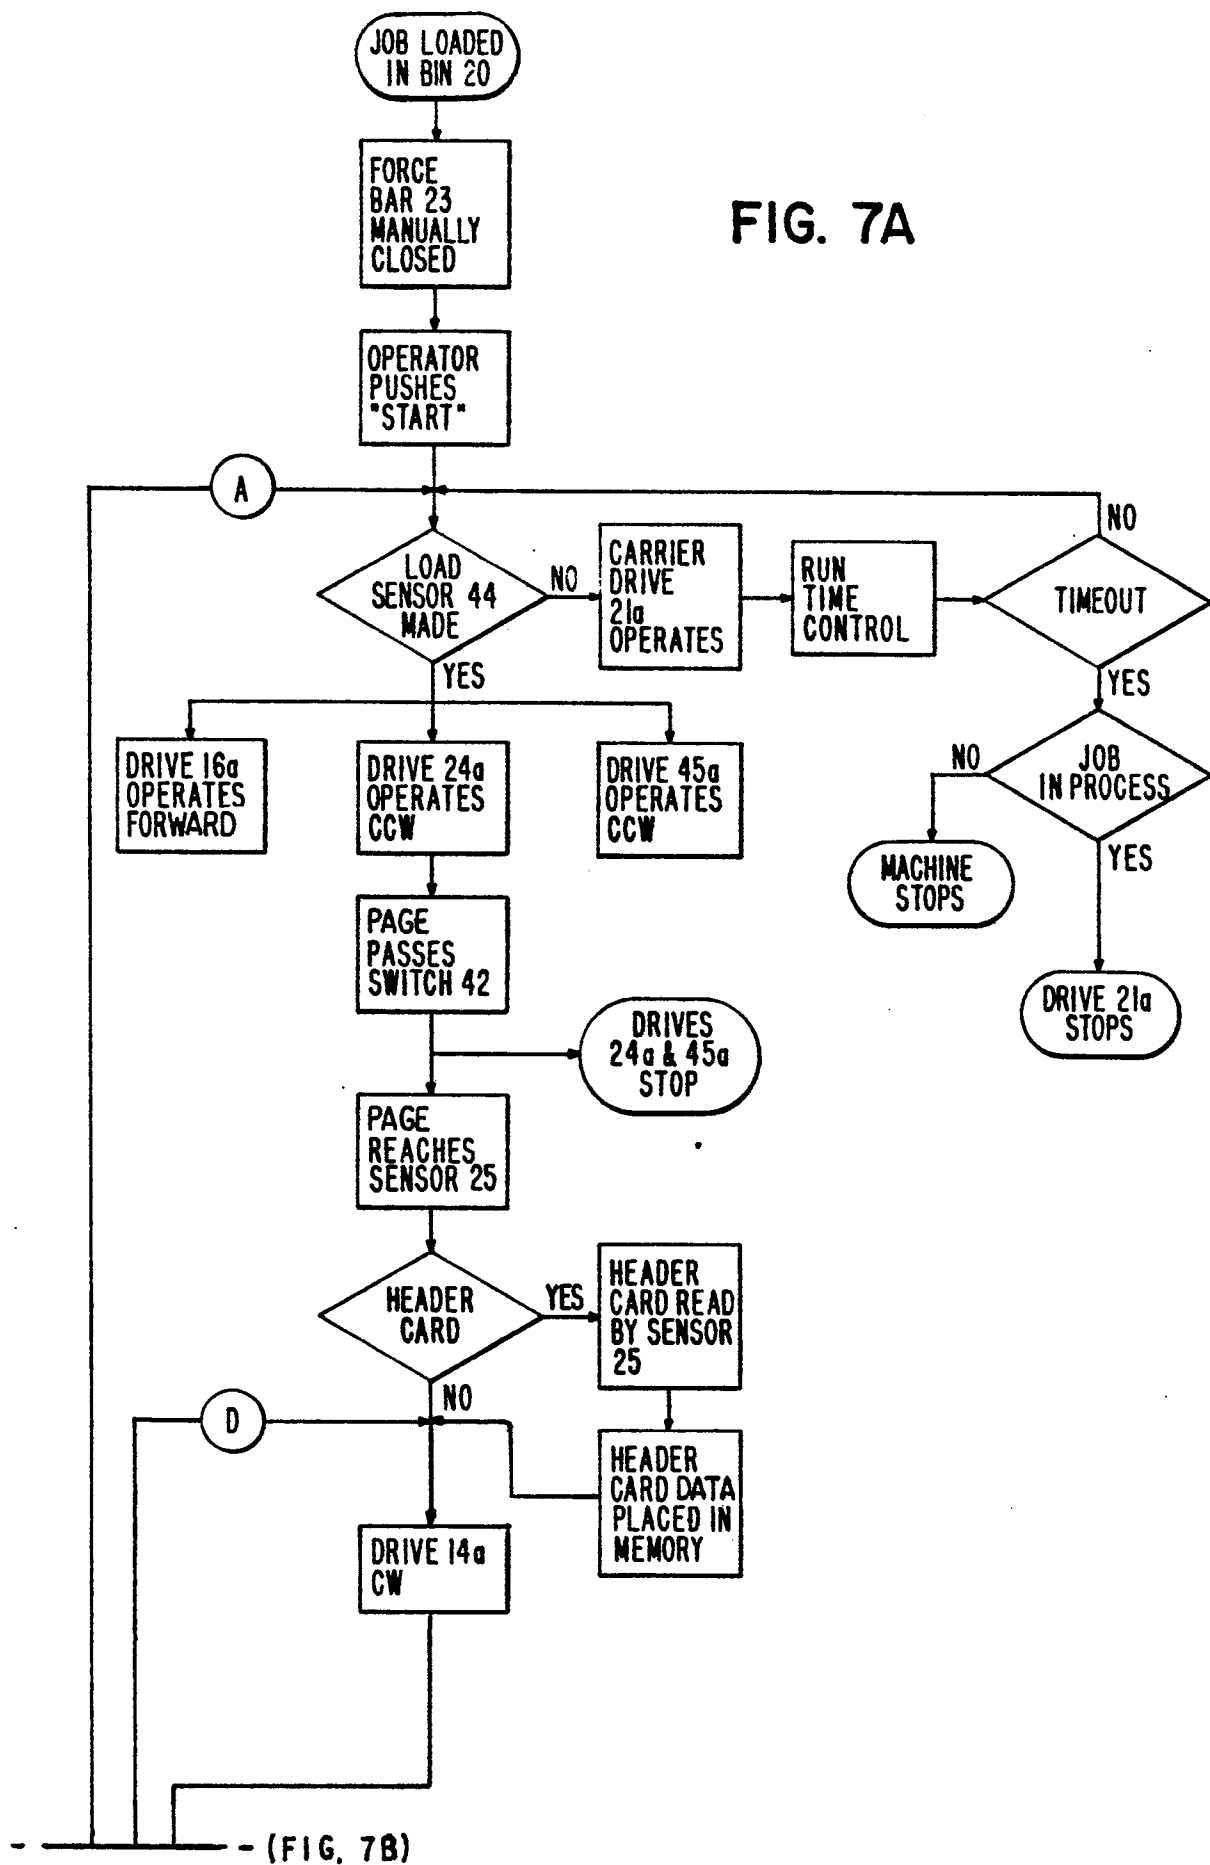 JOB LOADED
IN BIN 20
FORCE
BAR 23
MANUALLY
CLOSED
FIG. 7A
OPERATOR
PUSHES
"START"
A
NO
LOAD
SENSOR 44
MADE
NO
CARRIER
DRIVE
21a
OPERATES
RUN
TIME
CONTROL
TIMEOUT
YES
YES
DRIVE 16a
OPERATES
FORWARD
DRIVE 24a
OPERATES
CCW
DRIVE 45a
OPERATES
CCW
NO
JOB
IN PROCESS
YES
MACHINE
STOPS
DRIVE 21a
STOPS
PAGE
PASSES
SWITCH 42
DRIVES
24a & 45a
STOP
PAGE
REACHES
SENSOR 25
HEADER
CARD
YES
HEADER
CARD READ
BY SENSOR
25
NO
D
HEADER
CARD DATA
PLACED IN
MEMORY
DRIVE 14a
CW
(FIG. 7B)